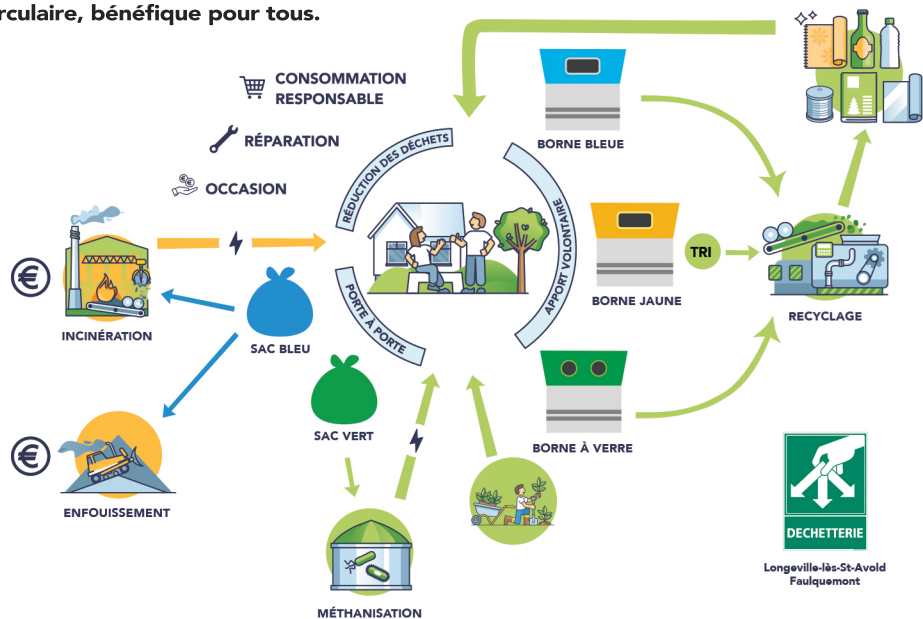 rculaire, bénéfique pour tous.
CONSOMMATION
RESPONSABLE
RÉPARATION
OCCASION
RÉDUCTION DES DÉCHETS
APPORT VOLONTAIRE
PORTE À PORTE
BORNE BLEUE
BORNE JAUNE
TRI
RECYCLAGE
BORNE À VERRE
€
INCINÉRATION
SAC BLEU
€
ENFOUISSEMENT
SAC VERT
MÉTHANISATION
DECHETTERIE
Longeville-lès-St-Avold
Faulquemont